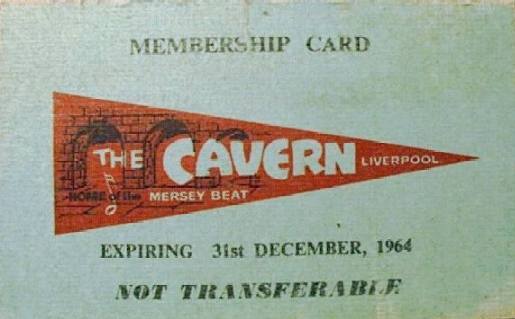 MEMBERSHIP CARD
THE CAVERN LIVERPOOL
HOME of the MERSEY BEAT
EXPIRING 31st DECEMBER, 1964
NOT TRANSFERABLE